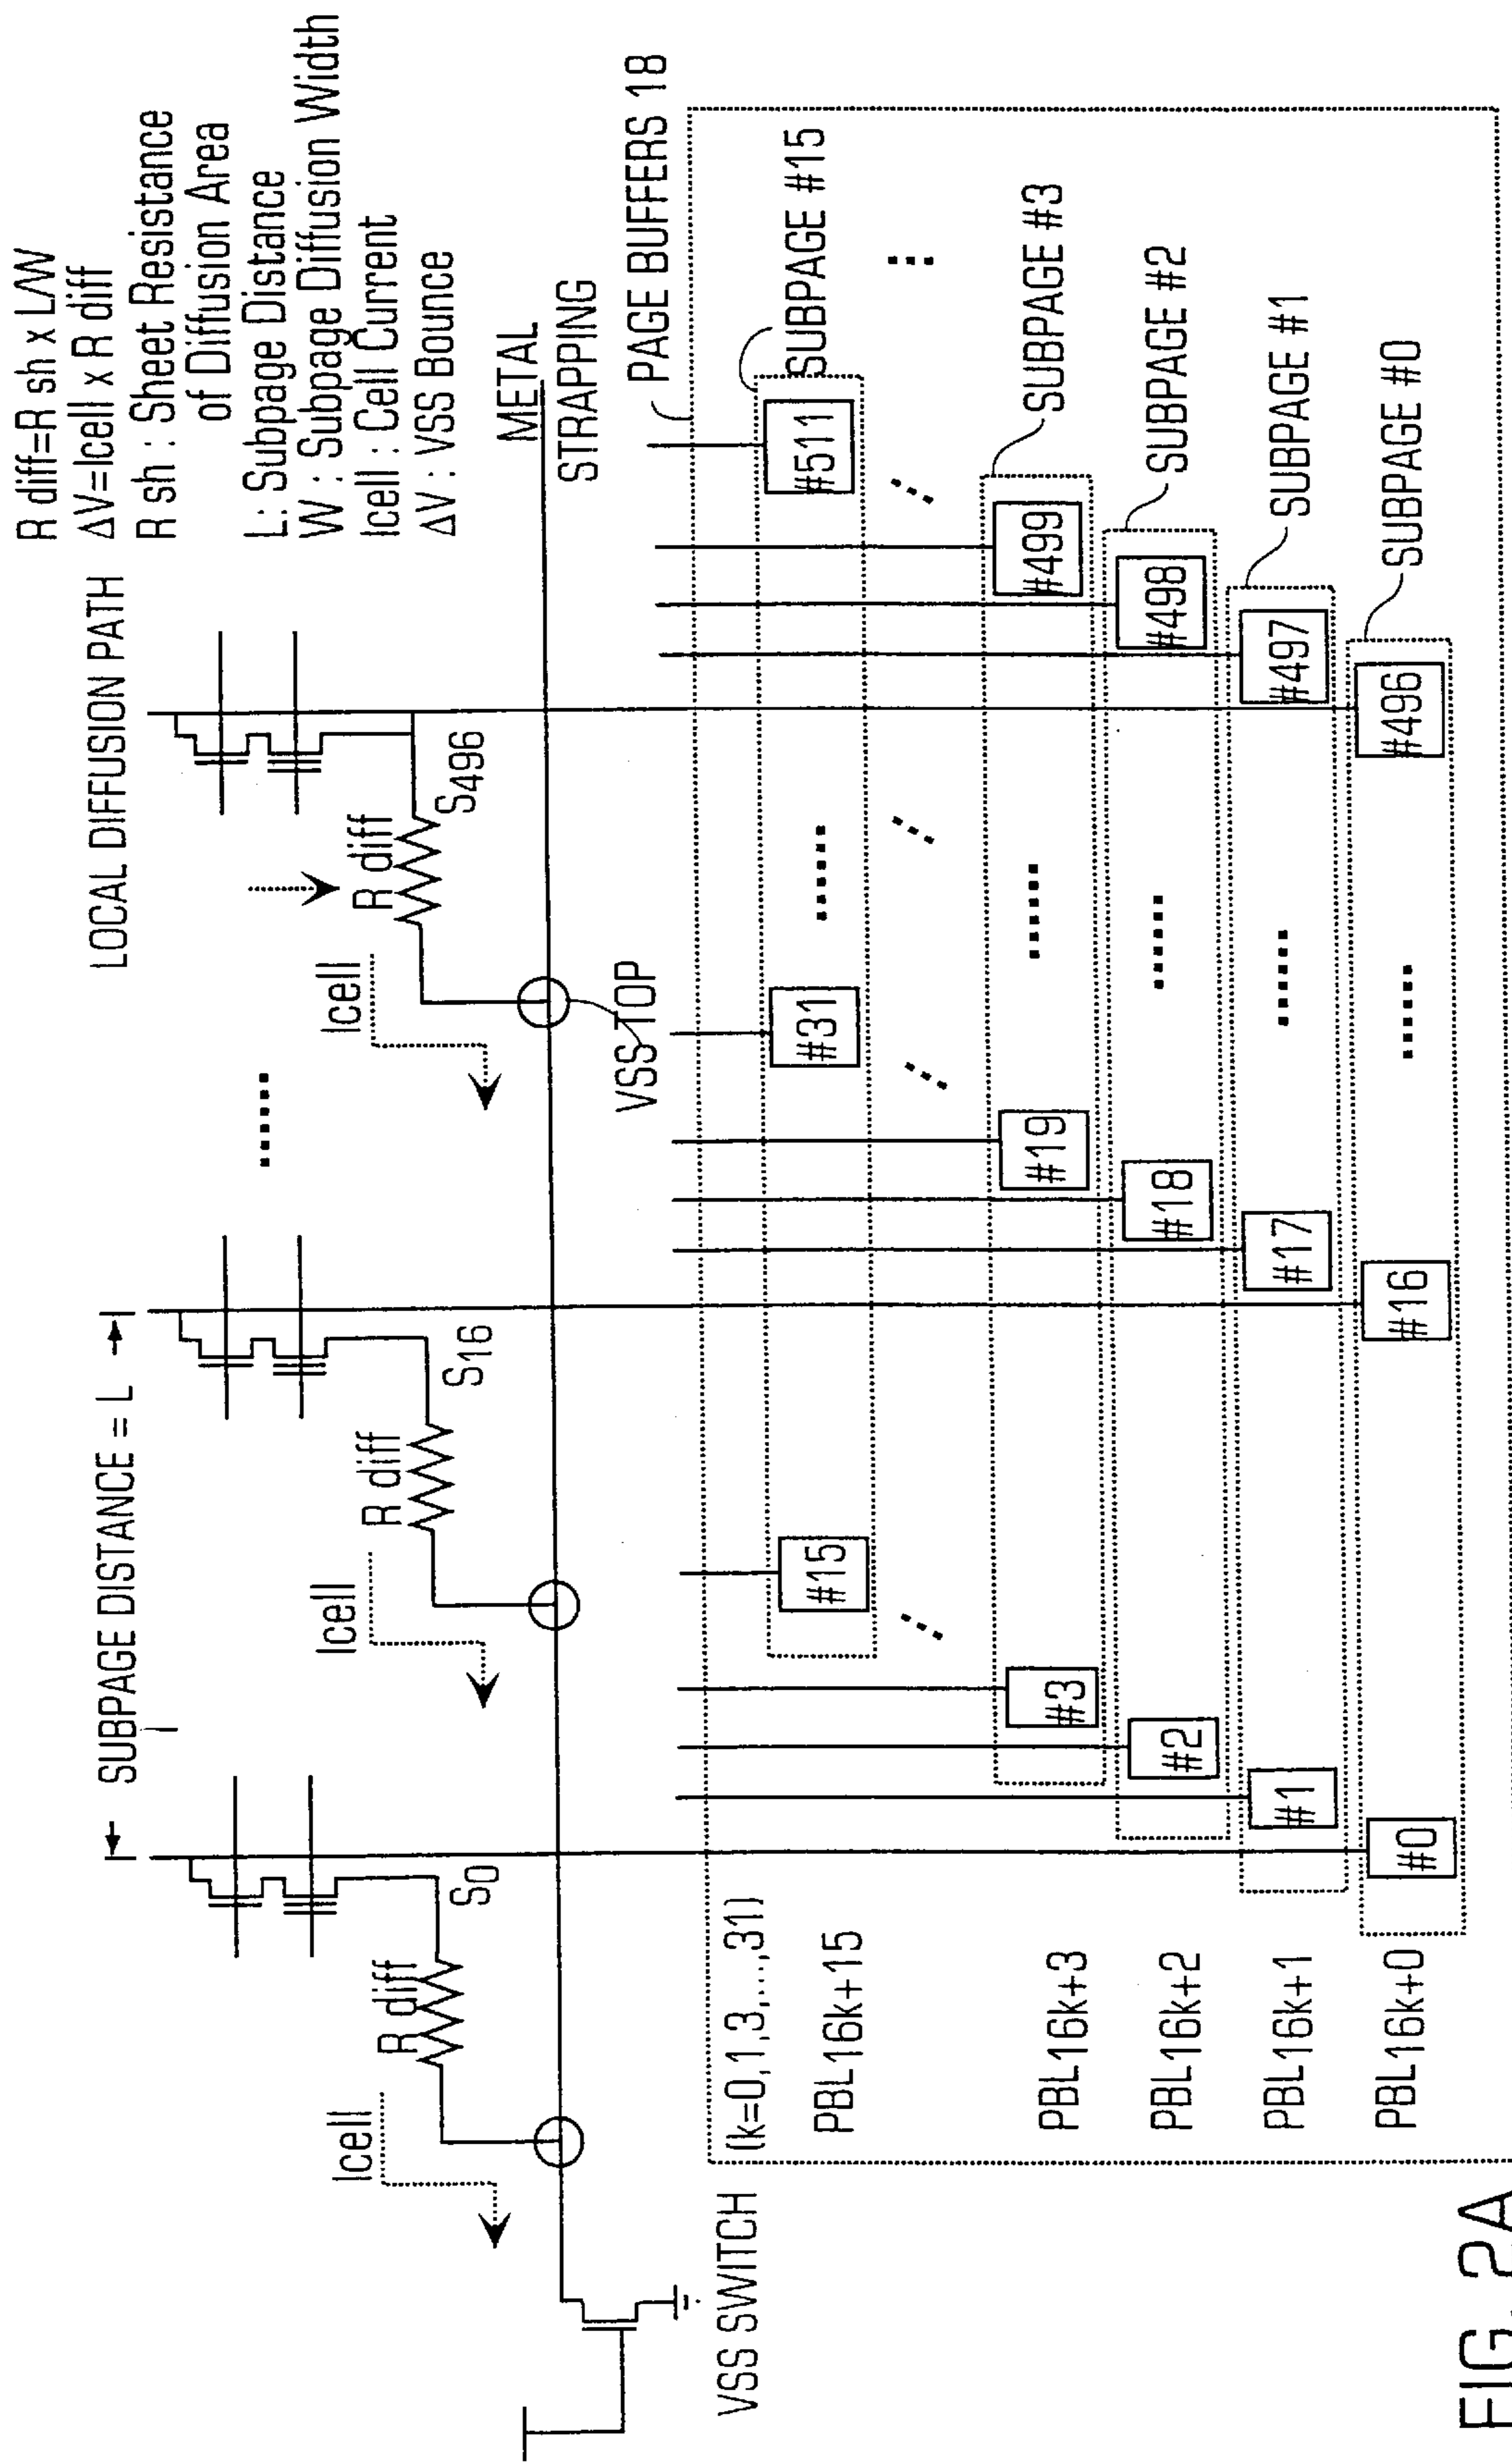 R diff=R sh x L/W
ΔV=Icell x R diff
R sh : Sheet Resistance
of Diffusion Area
L: Subpage Distance
W : Subpage Diffusion Width
Icell : Cell Current
ΔV : VSS Bounce
SUBPAGE DISTANCE = L
LOCAL DIFFUSION PATH
Icell
R diff
S0
Icell
R diff
S16
Icell
R diff
S496
METAL
STRAPPING
VSS TOP
VSS SWITCH
PAGE BUFFERS 18
(k=0,1,3,...,31)
PBL16k+15
#15
#31
#511
SUBPAGE #15
PBL16k+3
#3
#19
#499
SUBPAGE #3
PBL16k+2
#2
#18
#498
SUBPAGE #2
PBL16k+1
#1
#17
#497
SUBPAGE #1
PBL16k+0
#0
#16
#496
SUBPAGE #0
FIG. 2A